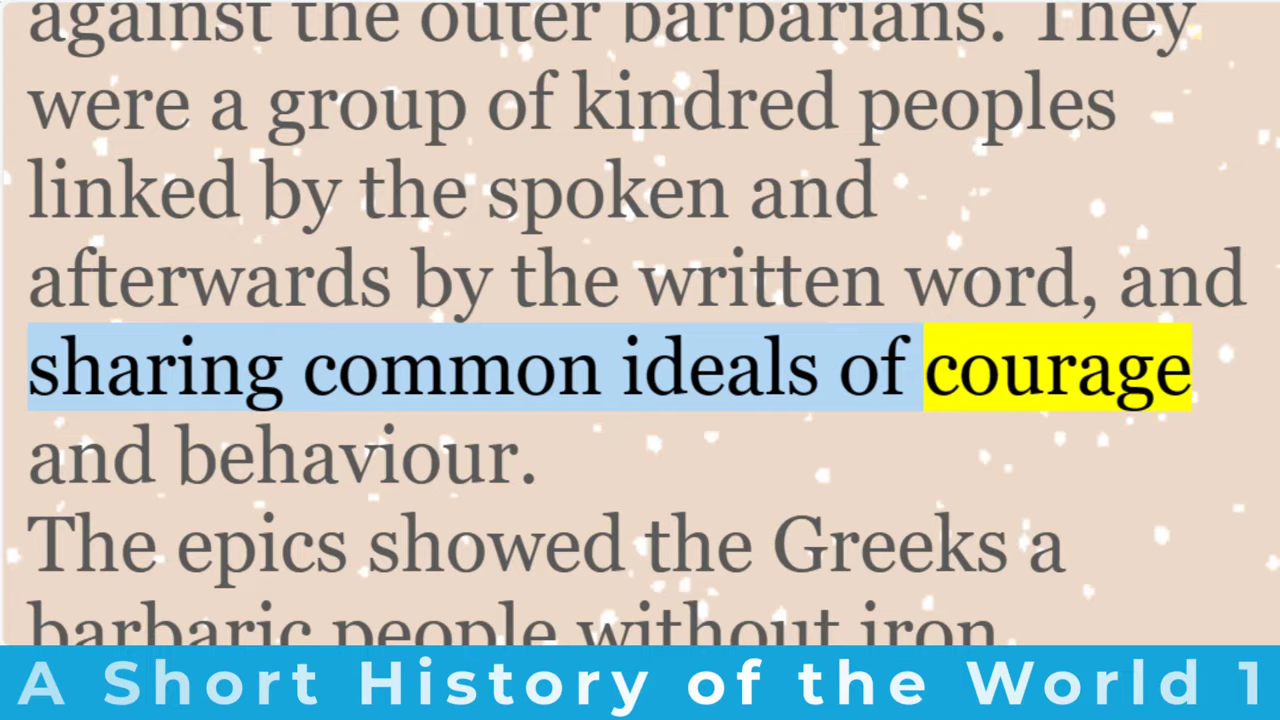 against the outer barbarians. They
were a group of kindred peoples
linked by the spoken and
afterwards by the written word, and
sharing common ideals of courage
and behaviour.
The epics showed the Greeks a
barbaric people without iron,
A Short History of the World 1